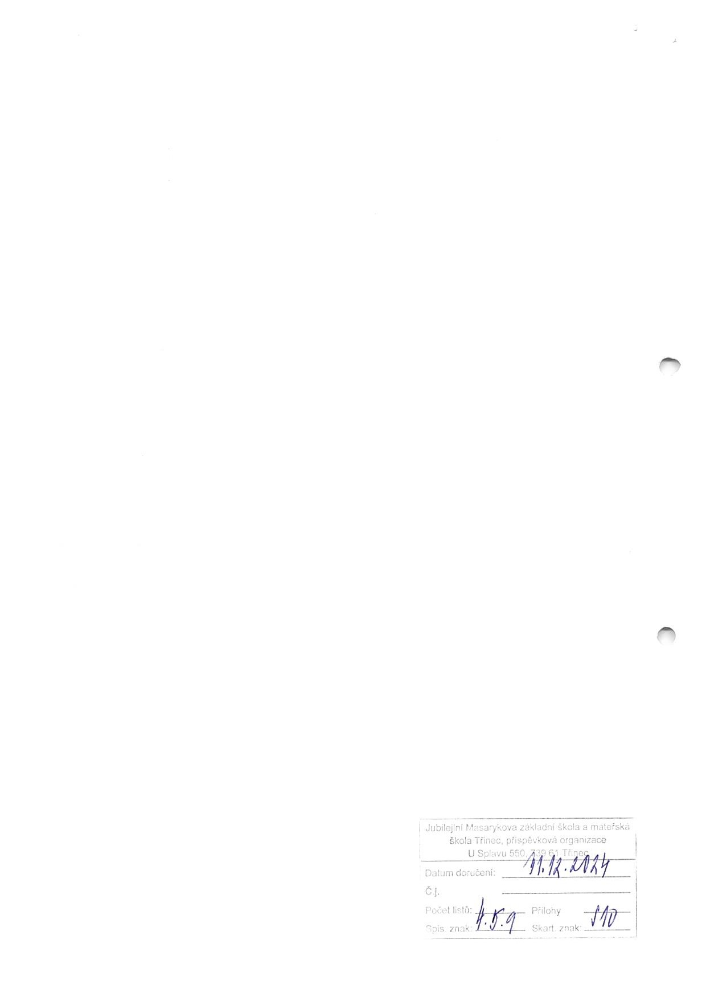 Jubilejní Masarykova základní škola a mateřská
škola Třinec, příspěvková organizace
U Splavu 550, 739 61 Třinec
Datum doručení: 11.12.2024
Č.j.
Počet listů: Přílohy
Spis. znak: 4.5.9 Skart. znak: S10